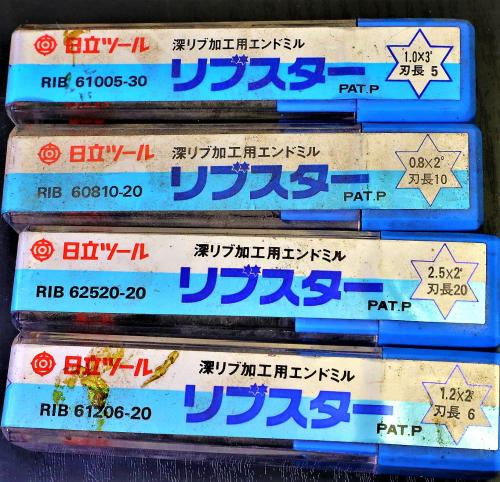 日立ツール
深リブ加工用エンドミル
RIB 61005-30
リブスター
PAT.P
1.0×3°
刃長 5
日立ツール
深リブ加工用エンドミル
RIB 60810-20
リブスター
PAT.P
0.8×2°
刃長10
日立ツール
深リブ加工用エンドミル
RIB 62520-20
リブスター
PAT.P
2.5×2°
刃長20
日立ツール
深リブ加工用エンドミル
RIB 61206-20
リブスター
PAT.P
1.2×2°
刃長 6